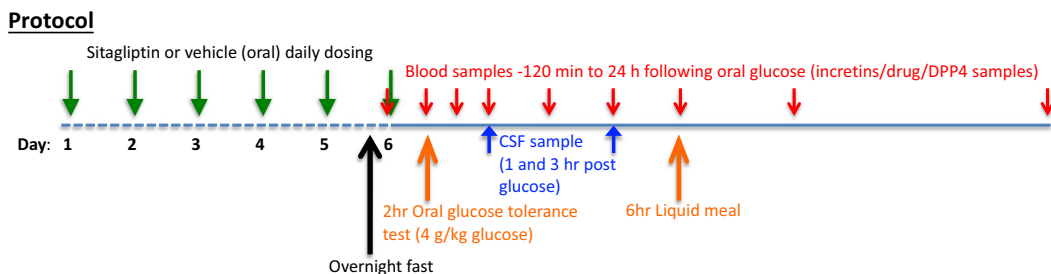 Protocol
Sitagliptin or vehicle (oral) daily dosing
Blood samples -120 min to 24 h following oral glucose (incretins/drug/DPP4 samples)
Day: 1 2 3 4 5 6
CSF sample
(1 and 3 hr post
glucose)
2hr Oral glucose tolerance
test (4 g/kg glucose)
6hr Liquid meal
Overnight fast